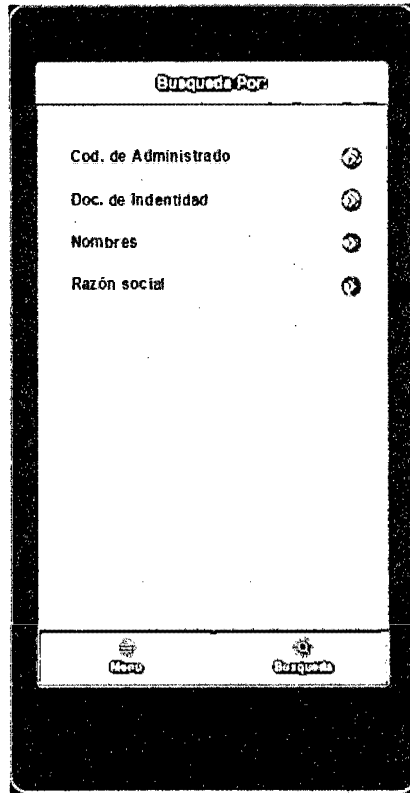 Busqueda Por:
Cod. de Administrado
Doc. de Indentidad
Nombres
Razón social
Menu
Busqueda